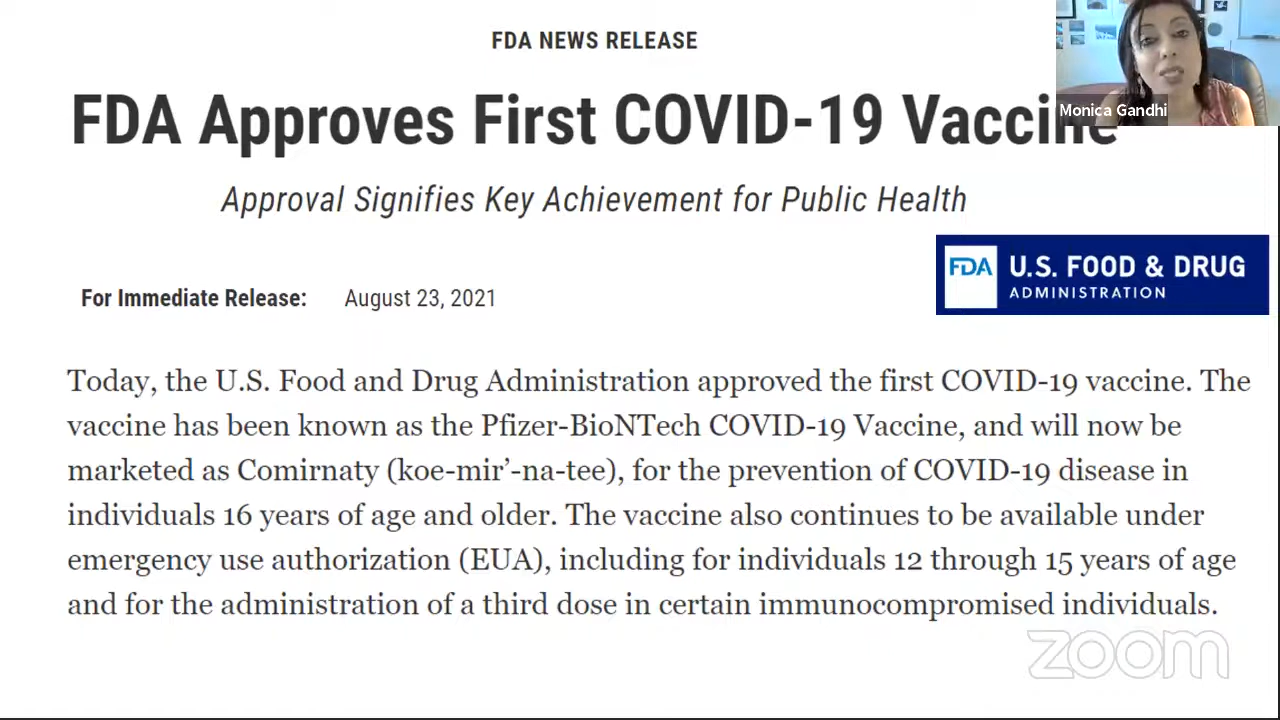 FDA NEWS RELEASE
FDA Approves First COVID-19 Vaccine
Monica Gandhi
Approval Signifies Key Achievement for Public Health
FDA U.S. FOOD & DRUG
ADMINISTRATION
For Immediate Release: August 23, 2021
Today, the U.S. Food and Drug Administration approved the first COVID-19 vaccine. The
vaccine has been known as the Pfizer-BioNTech COVID-19 Vaccine, and will now be
marketed as Comirnaty (koe-mir’-na-tee), for the prevention of COVID-19 disease in
individuals 16 years of age and older. The vaccine also continues to be available under
emergency use authorization (EUA), including for individuals 12 through 15 years of age
and for the administration of a third dose in certain immunocompromised individuals.
zoom